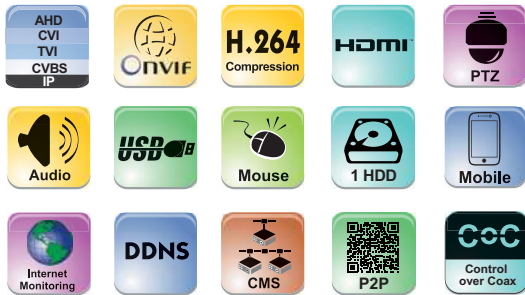 AHD
CVI
TVI
CVBS
IP
ONVIF
H.264
Compression
HDMI
PTZ
Audio
USB
Mouse
1 HDD
Mobile
Internet
Monitoring
DDNS
CMS
P2P
CoC
Control
over Coax